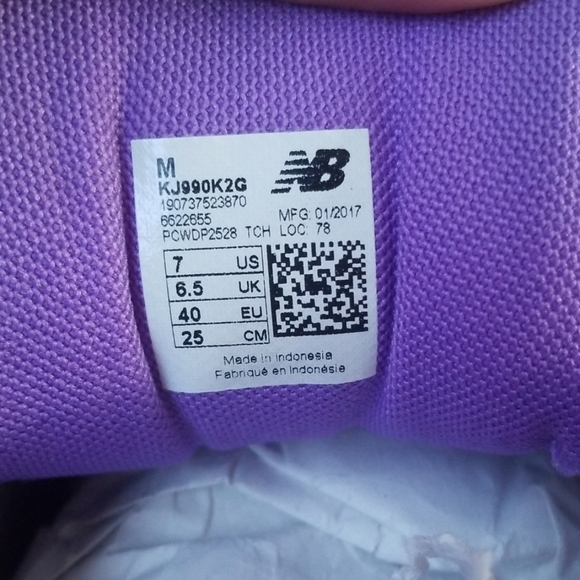 M
KJ990K2G
NB
190737523870
6622655
MFG: 01/2017
PCWDP2528 TCH LOC: 78
7 US
6.5 UK
40 EU
25 CM
Made in Indonesia
Fabriqué en Indonésie